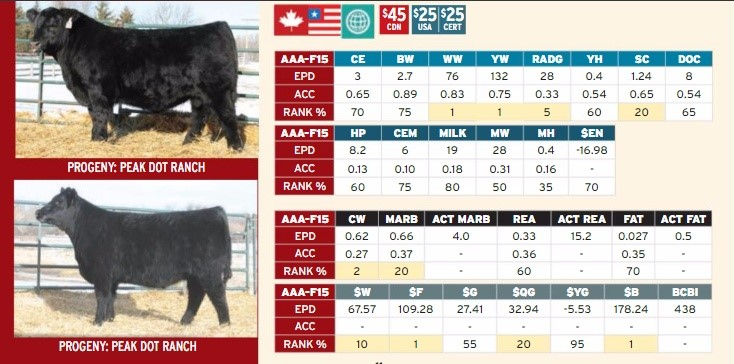 $45 CDN $25 USA $25 CERT
PROGENY: PEAK DOT RANCH
PROGENY: PEAK DOT RANCH
AAA-F15 CE BW WW YW RADG YH SC DOC
EPD 3 2.7 76 132 28 0.4 1.24 8
ACC 0.65 0.89 0.83 0.75 0.33 0.54 0.65 0.54
RANK % 70 75 1 1 5 60 20 65
AAA-F15 HP CEM MILK MW MH $EN
EPD 8.2 6 19 28 0.4 -16.98
ACC 0.13 0.10 0.18 0.31 0.16 -
RANK % 60 75 80 50 35 70
AAA-F15 CW MARB ACT MARB REA ACT REA FAT ACT FAT
EPD 0.62 0.66 4.0 0.33 15.2 0.027 0.5
ACC 0.27 0.37 - 0.36 - 0.35 -
RANK % 2 20 - 60 - 70 -
AAA-F15 $W $F $G $QG $YG $B BCBI
EPD 67.57 109.28 27.41 32.94 -5.53 178.24 438
ACC - - - - - - -
RANK % 10 1 55 20 95 1 -